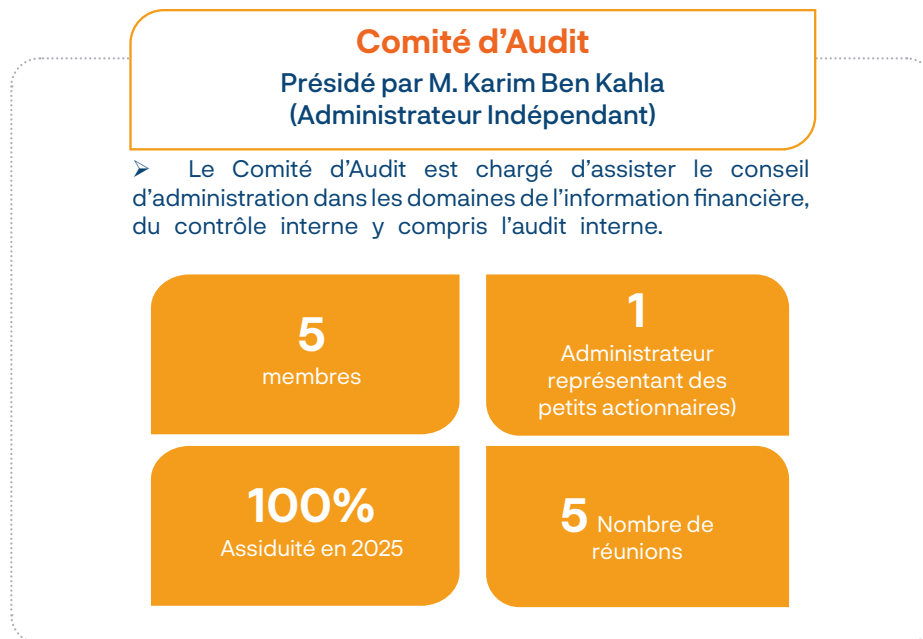 Comité d'Audit
Présidé par M. Karim Ben Kahla
(Administrateur Indépendant)
➢ Le Comité d'Audit est chargé d'assister le conseil
d'administration dans les domaines de l'information financière,
du contrôle interne y compris l'audit interne.
5
membres
1
Administrateur
représentant des
petits actionnaires)
100%
Assiduité en 2025
5 Nombre de
réunions